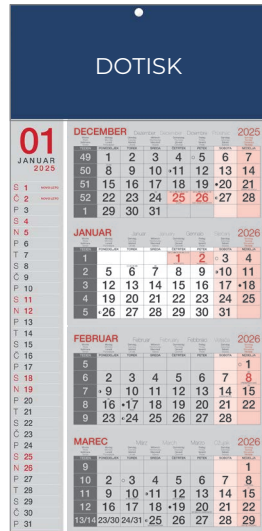 DOTISK
01
JANUAR
2025
S 1 NOVO LETO
Č 2 NOVO LETO
P 3
S 4
N 5
P 6
T 7
S 8
Č 9
P 10
S 11
N 12
P 13
T 14
S 15
Č 16
P 17
S 18
N 19
P 20
T 21
S 22
Č 23
P 24
S 25
N 26
P 27
T 28
S 29
Č 30
P 31
DECEMBER 2025
49 1 2 3 4 5 6 7
50 8 9 10 11 12 13 14
51 15 16 17 18 19 20 21
52 22 23 24 25 26 27 28
1 29 30 31
JANUAR 2026
1 1 2 3 4
2 5 6 7 8 9 10 11
3 12 13 14 15 16 17 18
4 19 20 21 22 23 24 25
5 26 27 28 29 30 31
FEBRUAR 2026
5 1
6 2 3 4 5 6 7 8
7 9 10 11 12 13 14 15
8 16 17 18 19 20 21 22
9 23 24 25 26 27 28
MAREC 2026
9 1
10 2 3 4 5 6 7 8
11 9 10 11 12 13 14 15
12 16 17 18 19 20 21 22
13/14 23/30 24/31 25 26 27 28 29